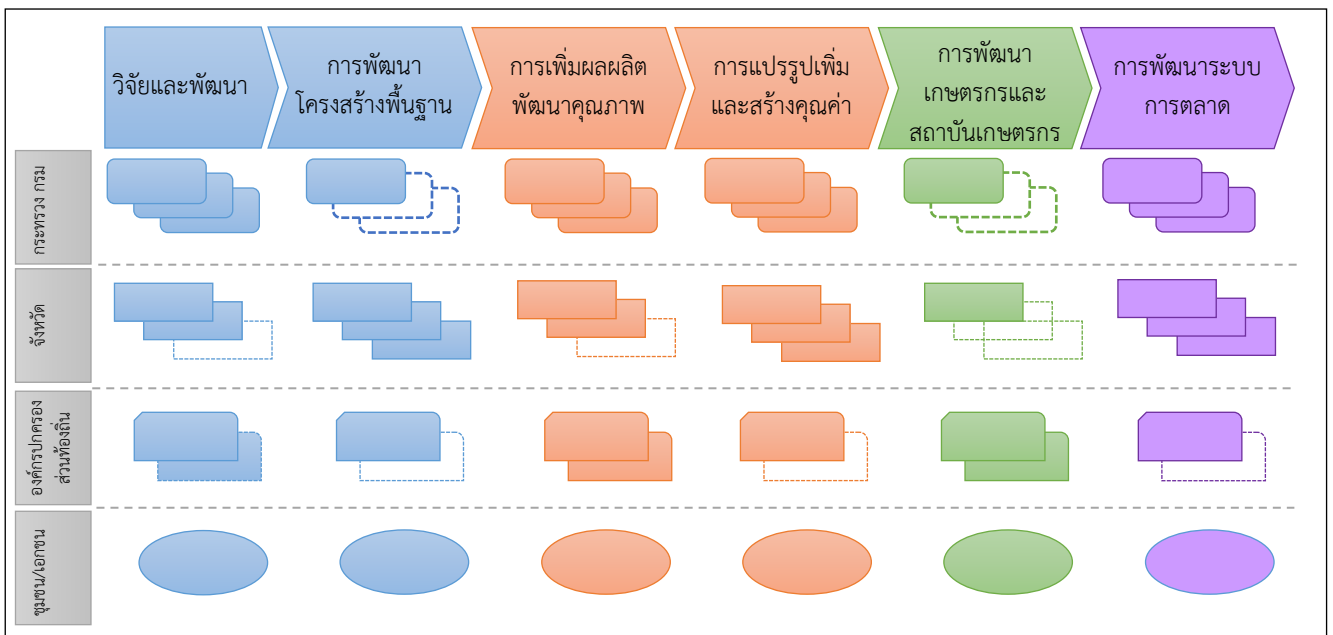 วิจัยและพัฒนา
การพัฒนา
โครงสร้างพื้นฐาน
การเพิ่มผลผลิต
พัฒนาคุณภาพ
การแปรรูปเพิ่ม
และสร้างคุณค่า
การพัฒนา
เกษตรกรและ
สถาบันเกษตรกร
การพัฒนาระบบ
การตลาด
กระทรวง กรม
จังหวัด
องค์กรปกครอง
ส่วนท้องถิ่น
ชุมชน/เอกชน